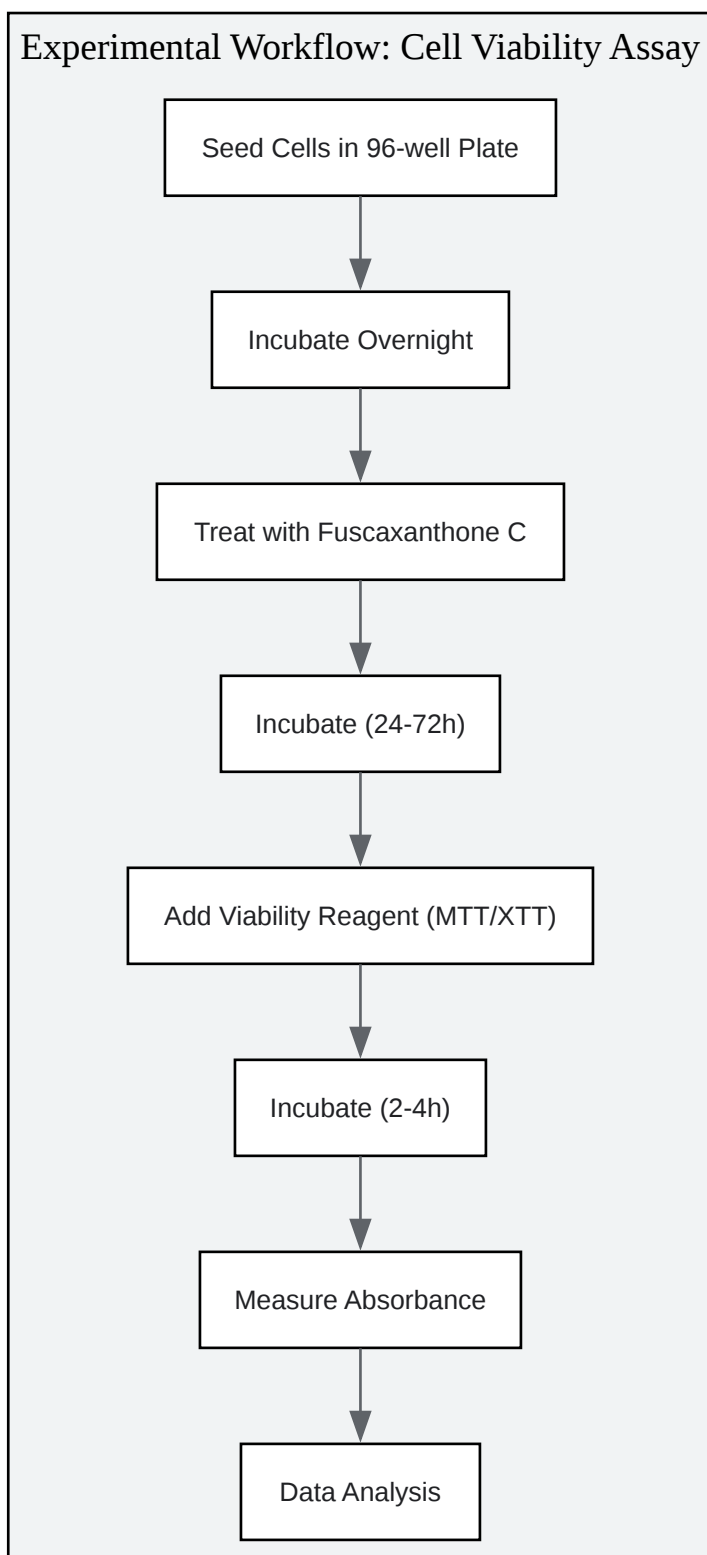 Experimental Workflow: Cell Viability Assay
Seed Cells in 96-well Plate
Incubate Overnight
Treat with Fuscaxanthone C
Incubate (24-72h)
Add Viability Reagent (MTT/XTT)
Incubate (2-4h)
Measure Absorbance
Data Analysis